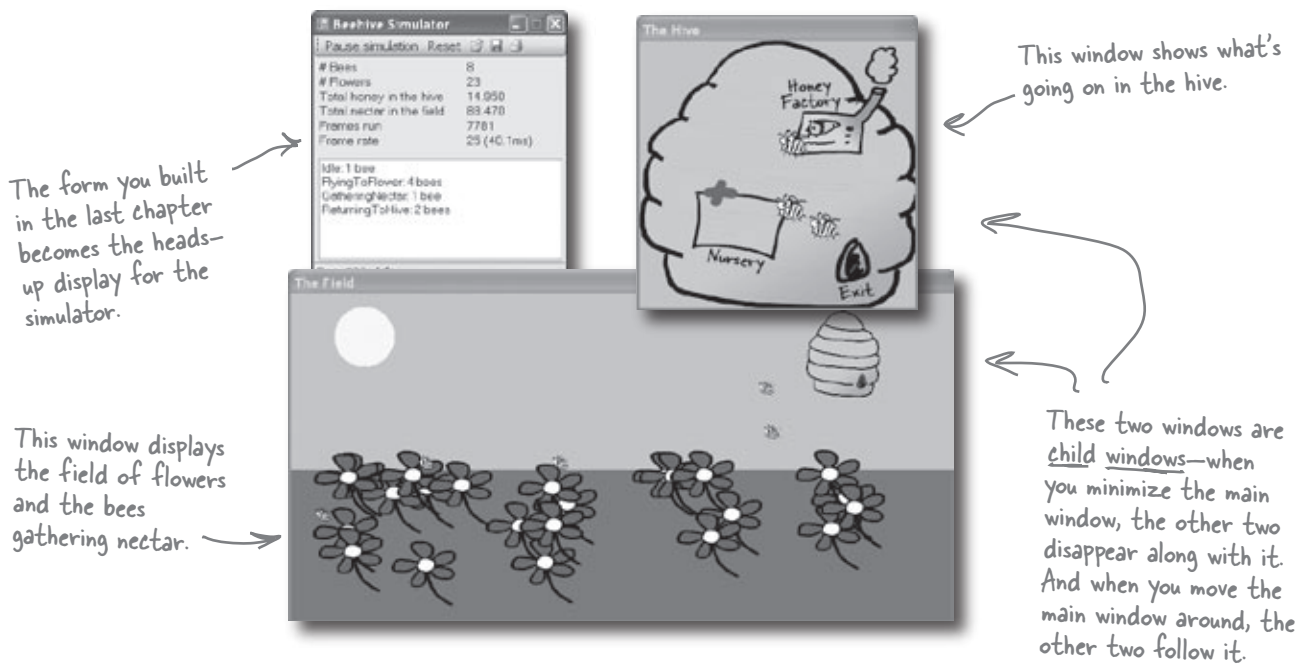 Beehive Simulator
Pause simulation Reset
# Bees 8
# Flowers 23
Total honey in the hive 14.950
Total nectar in the field 83.470
Frames run 7781
Frame rate 25 (40.1ms)
Idle: 1 bee
FlyingToFlower: 4 bees
GatheringNectar: 1 bee
ReturningToHive: 2 bees
The Hive
Honey
Factory
Nursery
Exit
This window shows what's
going on in the hive.
The form you built
in the last chapter
becomes the heads-
up display for the
simulator.
The Field
This window displays
the field of flowers
and the bees
gathering nectar.
These two windows are
child windows—when
you minimize the main
window, the other two
disappear along with it.
And when you move the
main window around, the
other two follow it.